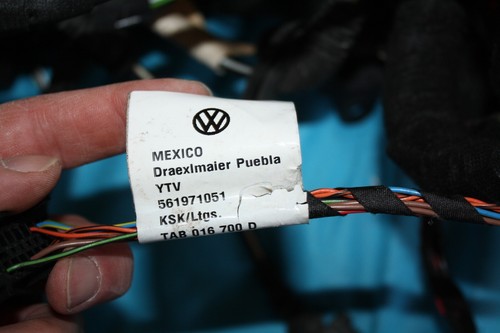 MEXICO
Draexlmaier Puebla
YTV
561971051
KSK/Ltgs.
TAB 016 700 D